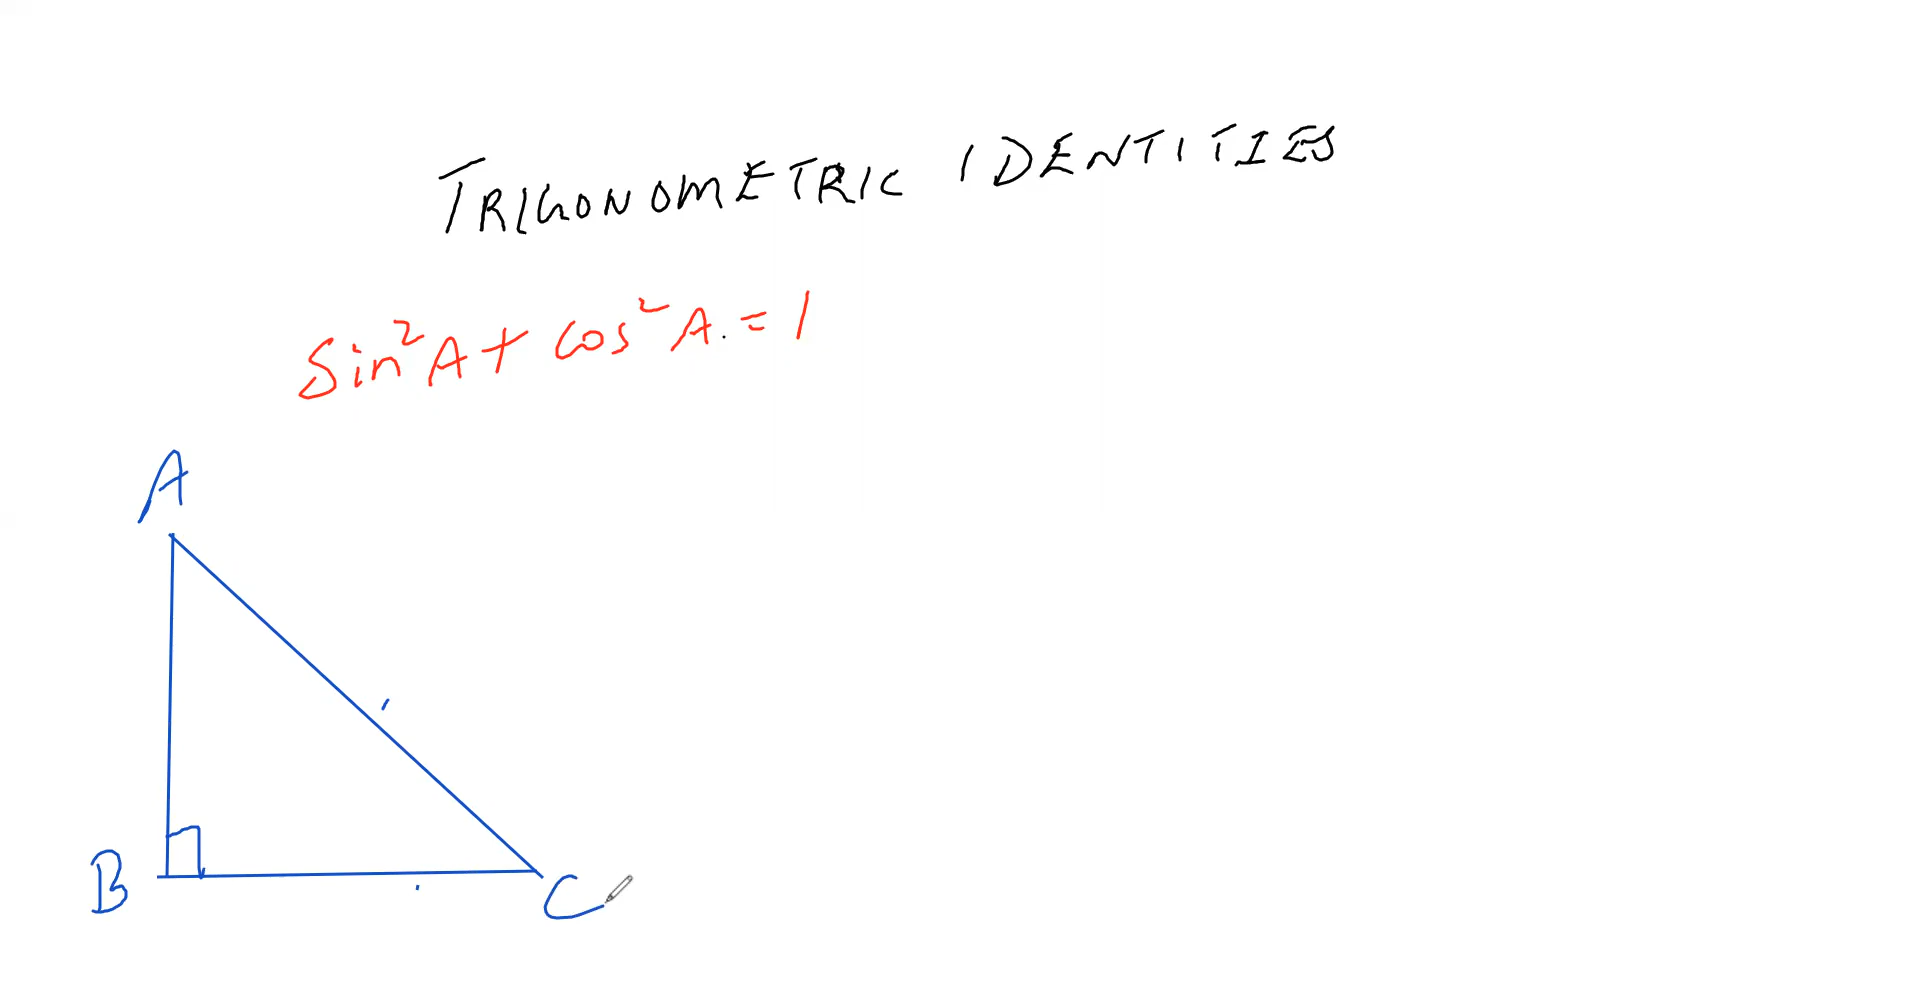 TRIGONOMETRIC IDENTITIES
Sin²A + Cos²A = 1
A
B
C